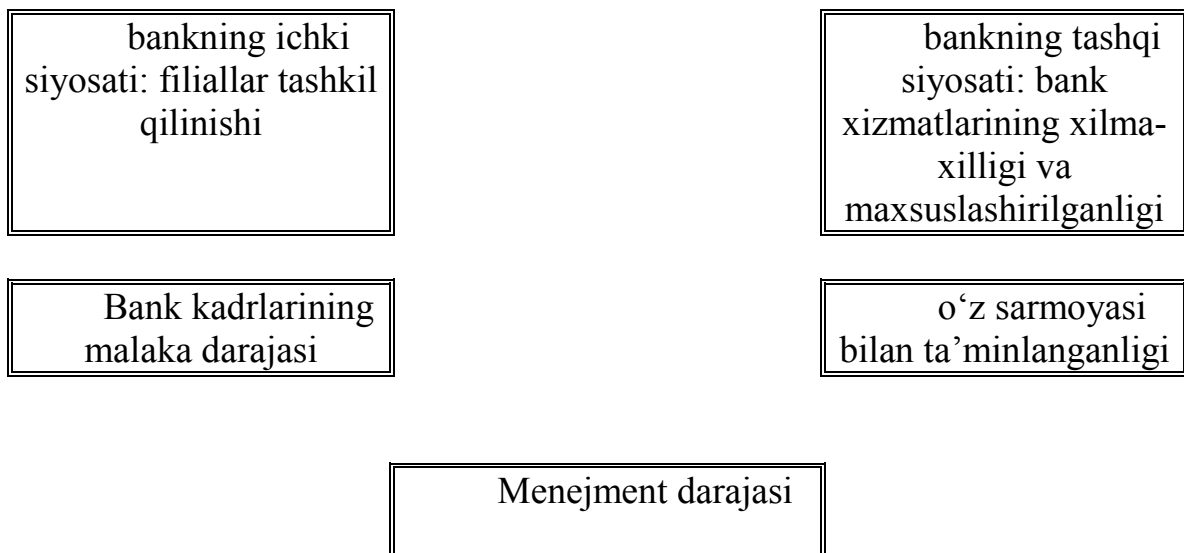 bankning ichki
siyosati: filiallar tashkil
qilinishi
bankning tashqi
siyosati: bank
xizmatlarining xilma-
xilligi va
maxsuslashirilganligi
Bank kadrlarining
malaka darajasi
o‘z sarmoyasi
bilan ta’minlanganligi
Menejment darajasi